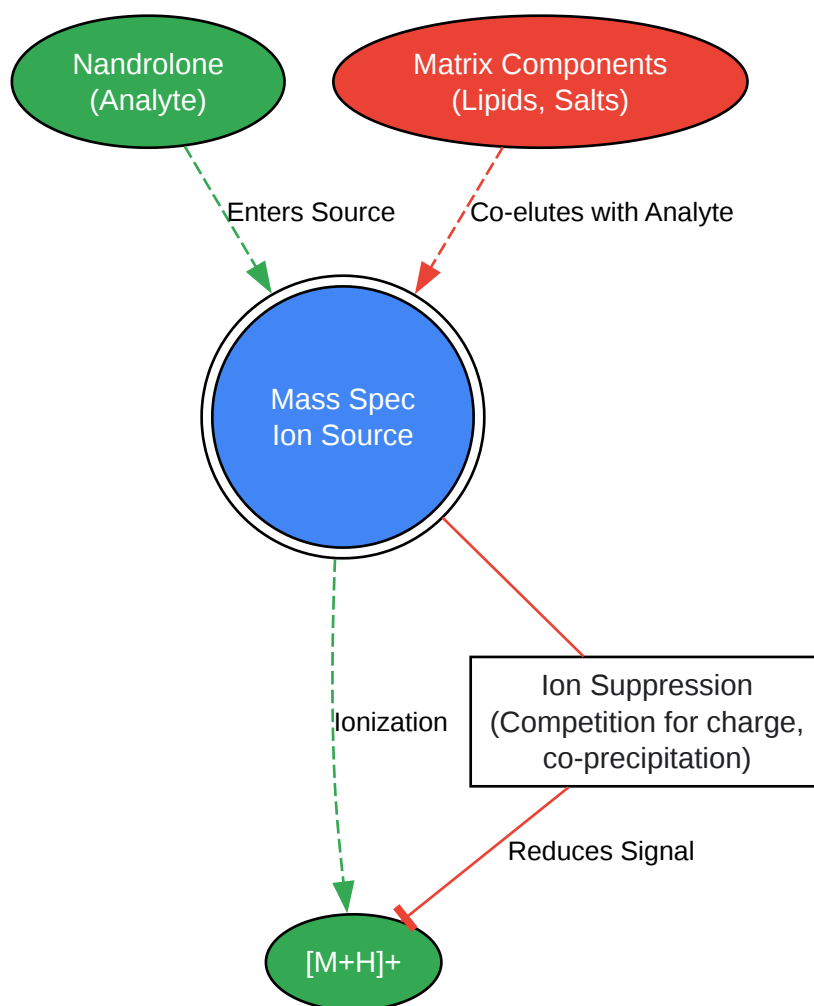 Nandrolone
(Analyte)
Matrix Components
(Lipids, Salts)
Enters Source
Co-elutes with Analyte
Mass Spec
Ion Source
Ion Suppression
(Competition for charge,
co-precipitation)
Ionization
Reduces Signal
[M+H]+